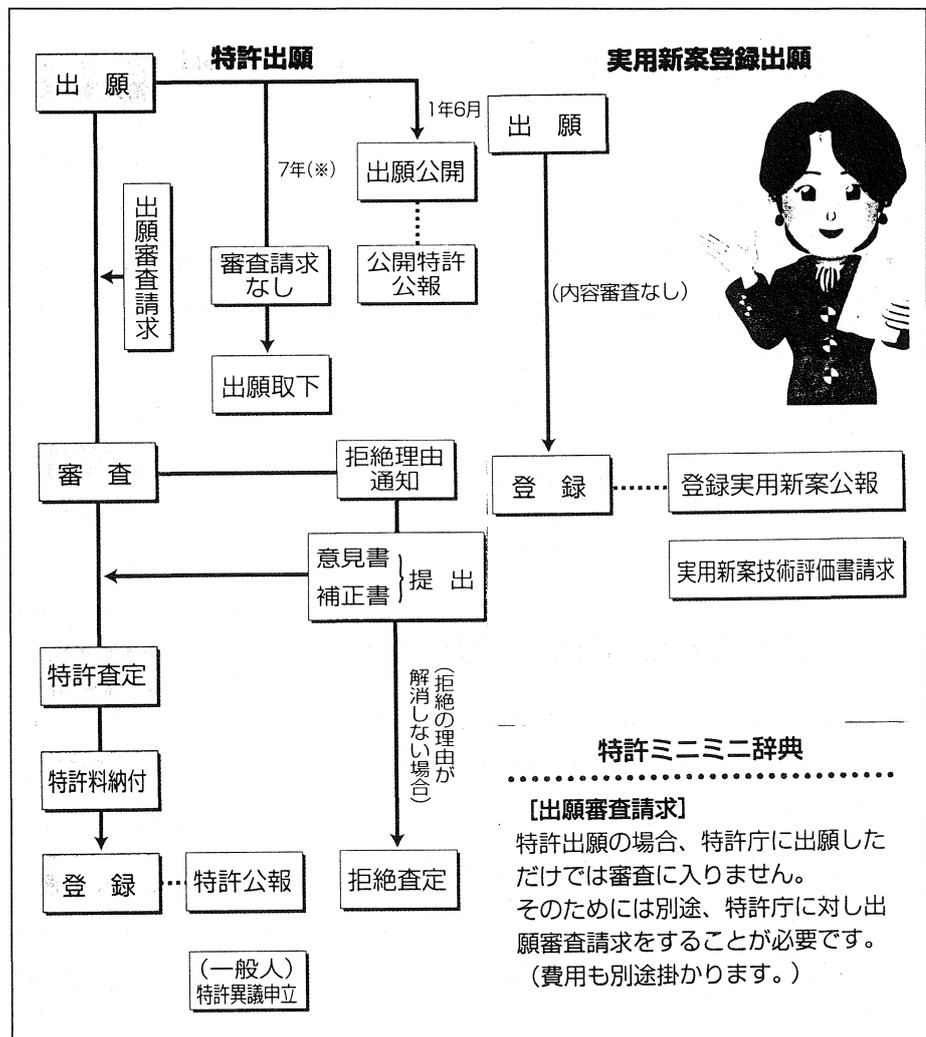 特許出願
出願
1年6月
7年(※)
出願公開
出願審査請求
審査請求
なし
公開特許
公報
出願取下
審査
拒絶理由
通知
意見書
補正書
提出
特許査定
(拒絶の理由が
解消しない場合)
特許料納付
登録
特許公報
拒絶査定
(一般人)
特許異議申立
実用新案登録出願
出願
(内容審査なし)
登録
登録実用新案公報
実用新案技術評価書請求
特許ミニミニ辞典
[出願審査請求]
特許出願の場合、特許庁に出願した
だけでは審査に入りません。
そのためには別途、特許庁に対し出
願審査請求をすることが必要です。
(費用も別途掛かります。)